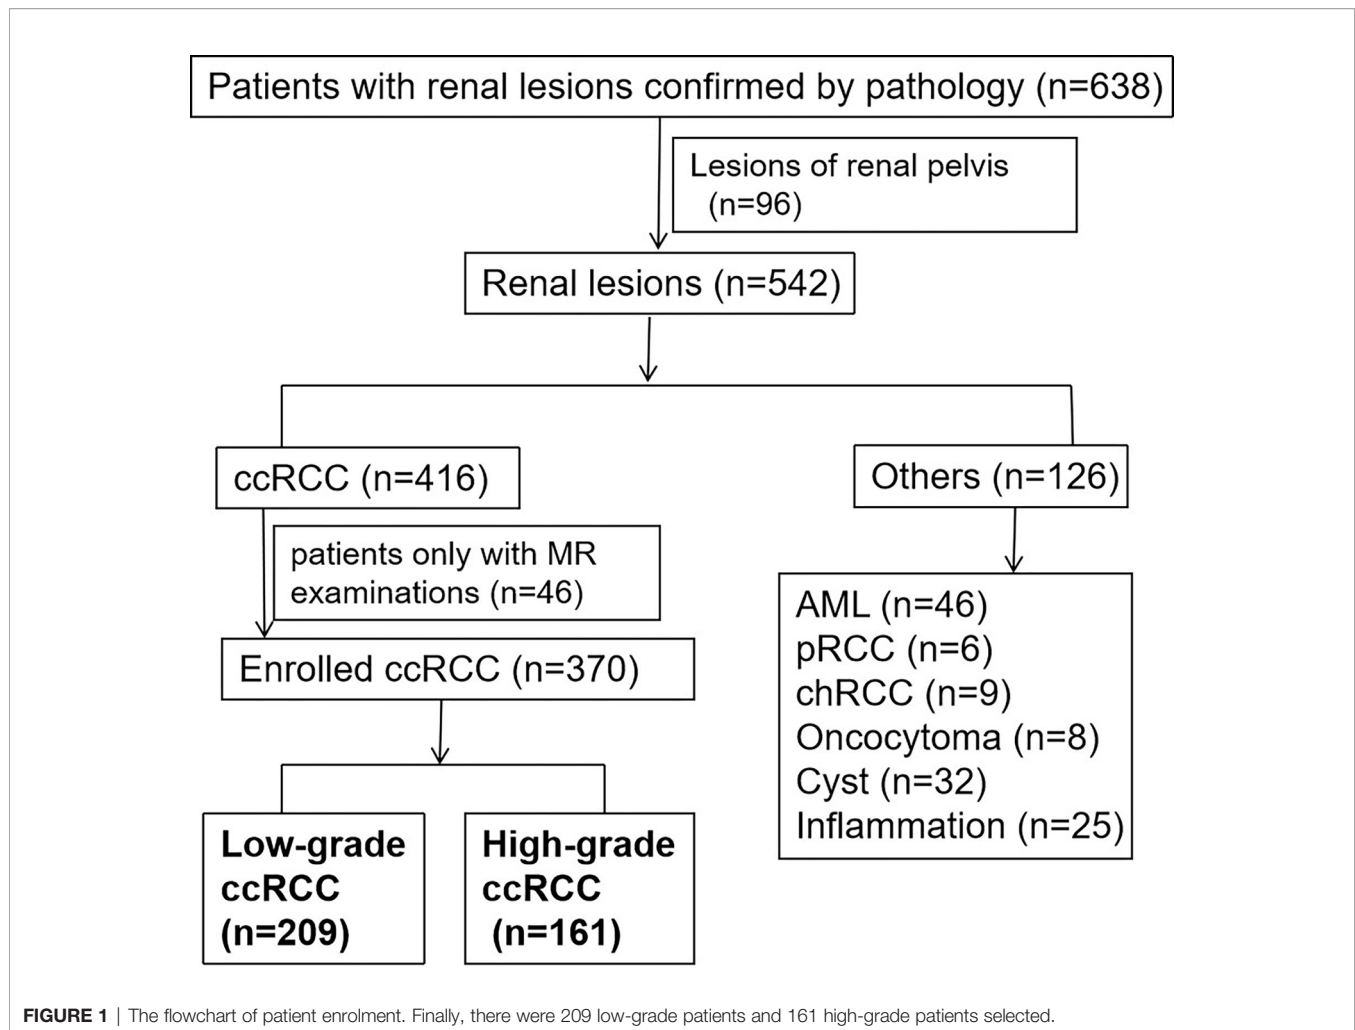 Patients with renal lesions confirmed by pathology (n=638)
Lesions of renal pelvis
(n=96)
Renal lesions (n=542)
ccRCC (n=416)
Others (n=126)
patients only with MR
examinations (n=46)
Enrolled ccRCC (n=370)
AML (n=46)
pRCC (n=6)
chRCC (n=9)
Oncocytoma (n=8)
Cyst (n=32)
Inflammation (n=25)
Low-grade
ccRCC
(n=209)
High-grade
ccRCC
(n=161)
FIGURE 1 | The flowchart of patient enrolment. Finally, there were 209 low-grade patients and 161 high-grade patients selected.